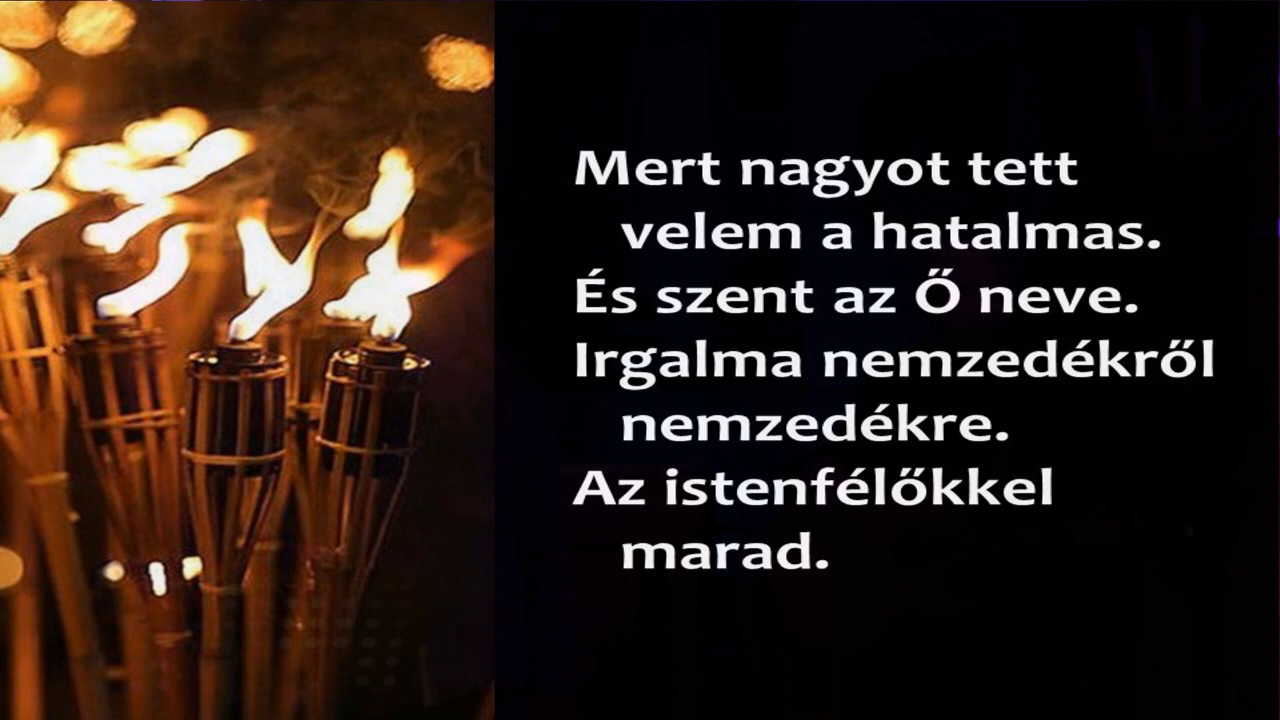 Mert nagyot tett
velem a hatalmas.
És szent az Ő neve.
Irgalma nemzedékről
nemzedékre.
Az istenfélőkkel
marad.